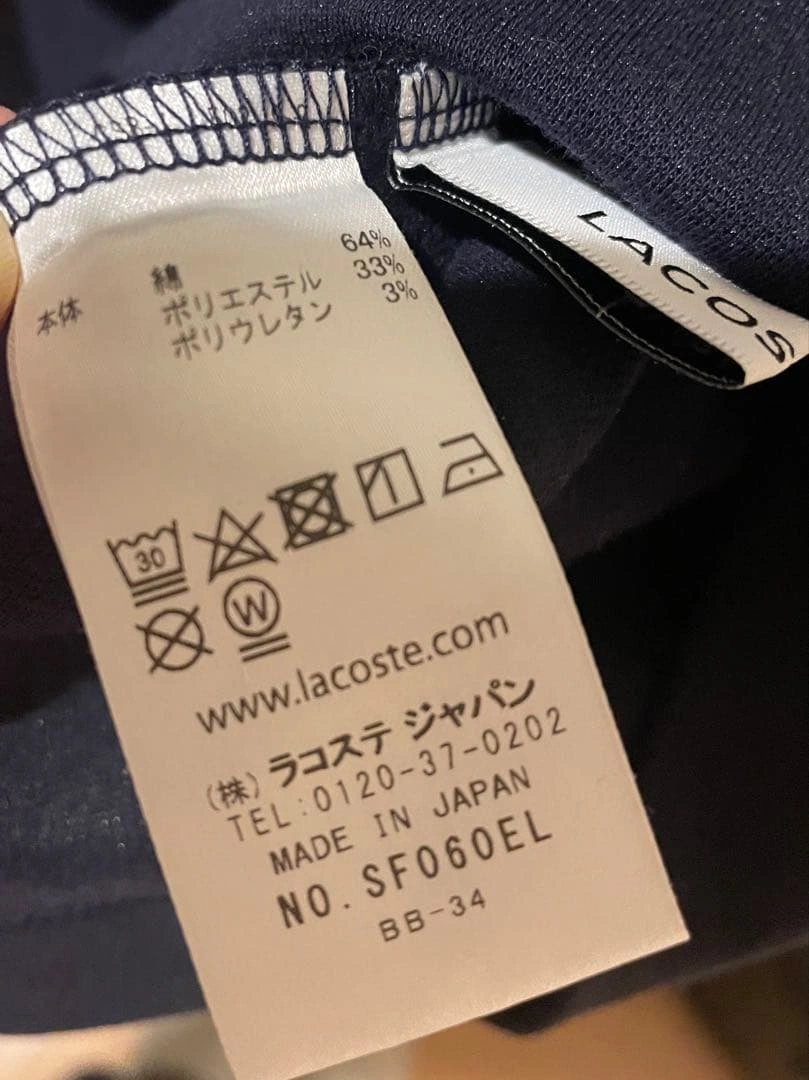 LACOS
本体
綿 64%
ポリエステル 33%
ポリウレタン 3%
30
W
www.lacoste.com
(株) ラコステ ジャパン
TEL:0120-37-0202
MADE IN JAPAN
NO. SF060EL
BB-34